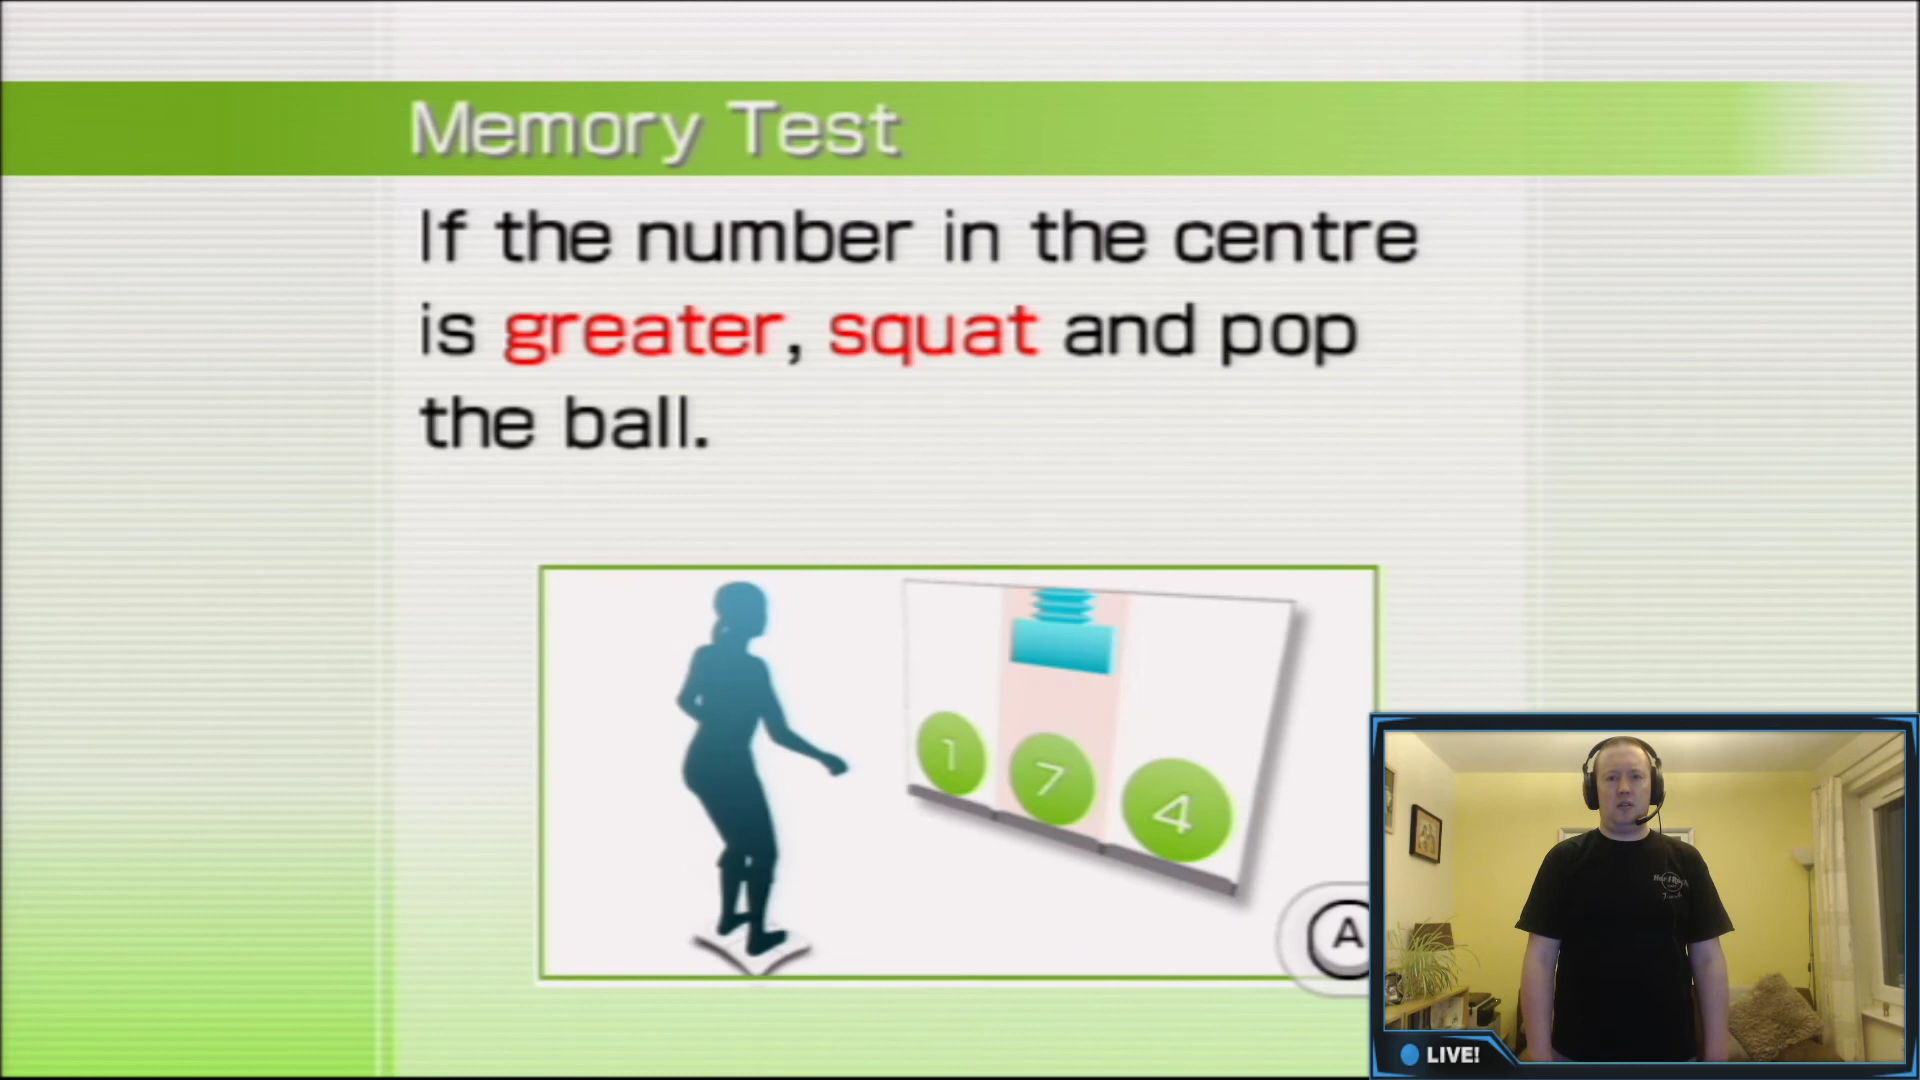 Memory Test
If the number in the centre
is greater, squat and pop
the ball.
1
7
4
A
LIVE!